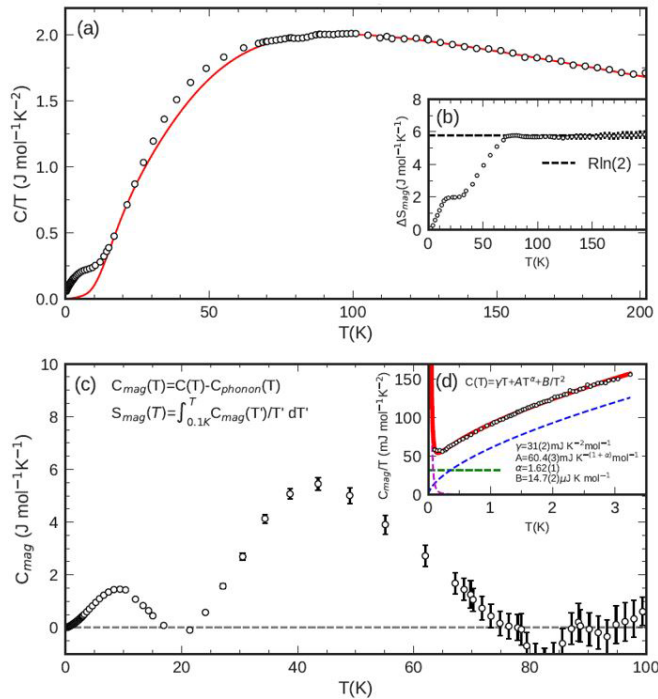 (a)
2.0
1.5
1.0
0.5
0.0
C/T (J mol⁻¹K⁻²)
0 50 100 150 200
T(K)
(b)
8
6
4
2
0
ΔS_mag(J mol⁻¹K⁻¹)
Rln(2)
0 50 100 150
T(K)
(c)
C_mag(T)=C(T)-C_phonon(T)
S_mag(T)=∫_{0.1K}^{T} C_mag(T')/T' dT'
10
8
6
4
2
0
C_mag (J mol⁻¹K⁻¹)
0 20 40 60 80 100
T(K)
(d)
C(T)=γT+AT^α+B/T²
150
100
50
0
C_mag/T (mJ mol⁻¹K⁻²)
γ=31(2)mJ K⁻²mol⁻¹
A=60.4(3)mJ K^{-(1+α)}mol⁻¹
α=1.62(1)
B=14.7(2)μJ K mol⁻¹
0 1 2 3
T(K)